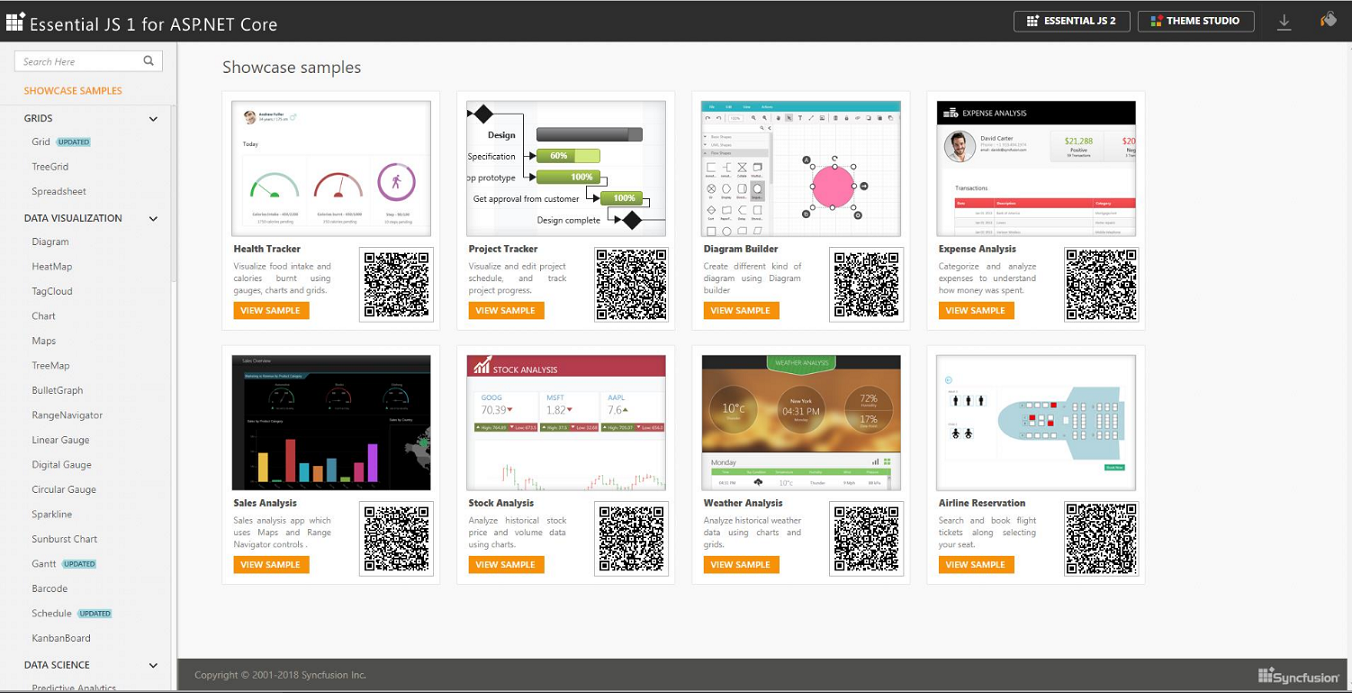 Essential JS 1 for ASP.NET Core
ESSENTIAL JS 2
THEME STUDIO
Search Here
SHOWCASE SAMPLES
GRIDS
Grid UPDATED
TreeGrid
Spreadsheet
DATA VISUALIZATION
Diagram
HeatMap
TagCloud
Chart
Maps
TreeMap
BulletGraph
RangeNavigator
Linear Gauge
Digital Gauge
Circular Gauge
Sparkline
Sunburst Chart
Gantt UPDATED
Barcode
Schedule UPDATED
KanbanBoard
DATA SCIENCE
Predictive Analytics
Showcase samples
Today
Health Tracker
Visualize food intake and
calories burnt using
gauges, charts and grids.
VIEW SAMPLE
Design
Specification
60%
op prototype
100%
Get approval from customer
100%
Design complete
Project Tracker
Visualize and edit project
schedule, and track
project progress.
VIEW SAMPLE
Diagram Builder
Create different kind of
diagram using Diagram
builder
VIEW SAMPLE
EXPENSE ANALYSIS
David Carter
$21,288
$20
Positive
Transactions
Expense Analysis
Categorize and analyze
expenses to understand
how money was spent.
VIEW SAMPLE
Sales Overview
Sales Analysis
Sales analysis app which
uses Maps and Range
Navigator controls .
VIEW SAMPLE
STOCK ANALYSIS
GOOG
70.39
MSFT
1.82
AAPL
7.6
Stock Analysis
Analyze historical stock
price and volume data
using charts.
VIEW SAMPLE
WEATHER ANALYSIS
10°c
New York
04:31 PM
72%
Humidity
17%
Monday
10°c
Weather Analysis
Analyze historical weather
data using charts and
grids.
VIEW SAMPLE
Airline Reservation
Search and book flight
tickets along selecting
your seat.
VIEW SAMPLE
Copyright © 2001-2018 Syncfusion Inc.
Syncfusion